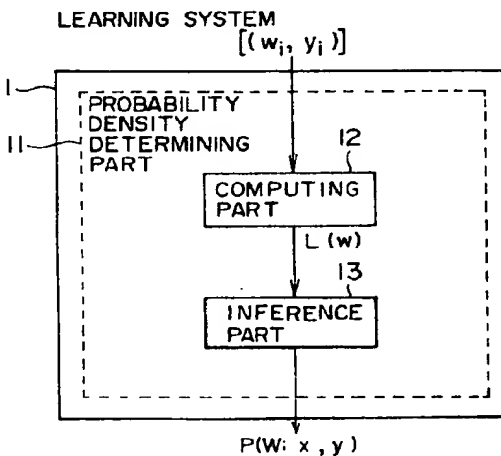 LEARNING SYSTEM
[(wi, yi)]
1
PROBABILITY
DENSITY
11
DETERMINING
PART
12
COMPUTING
PART
L (w)
13
INFERENCE
PART
P(W: x, y)